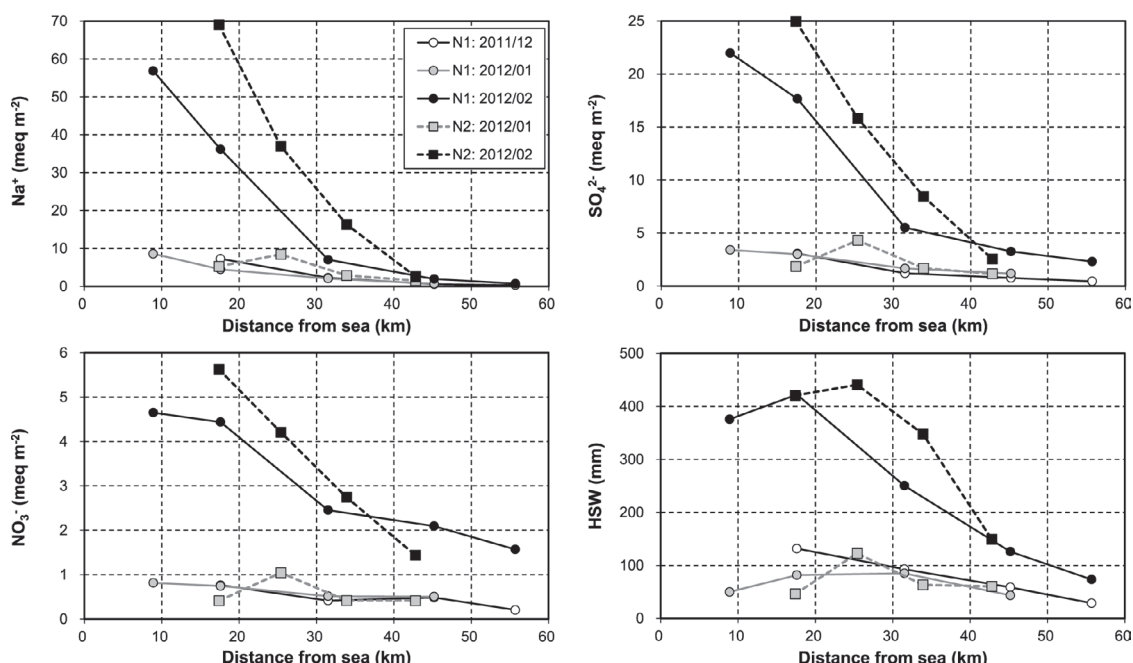 70
60
50
40
30
20
10
0
Na⁺ (meq m⁻²)
0 10 20 30 40 50 60
Distance from sea (km)
N1: 2011/12
N1: 2012/01
N1: 2012/02
N2: 2012/01
N2: 2012/02
25
20
15
10
5
0
SO₄²⁻ (meq m⁻²)
0 10 20 30 40 50 60
Distance from sea (km)
6
5
4
3
2
1
0
NO₃⁻ (meq m⁻²)
0 10 20 30 40 50 60
Distance from sea (km)
500
400
300
200
100
0
HSW (mm)
0 10 20 30 40 50 60
Distance from sea (km)